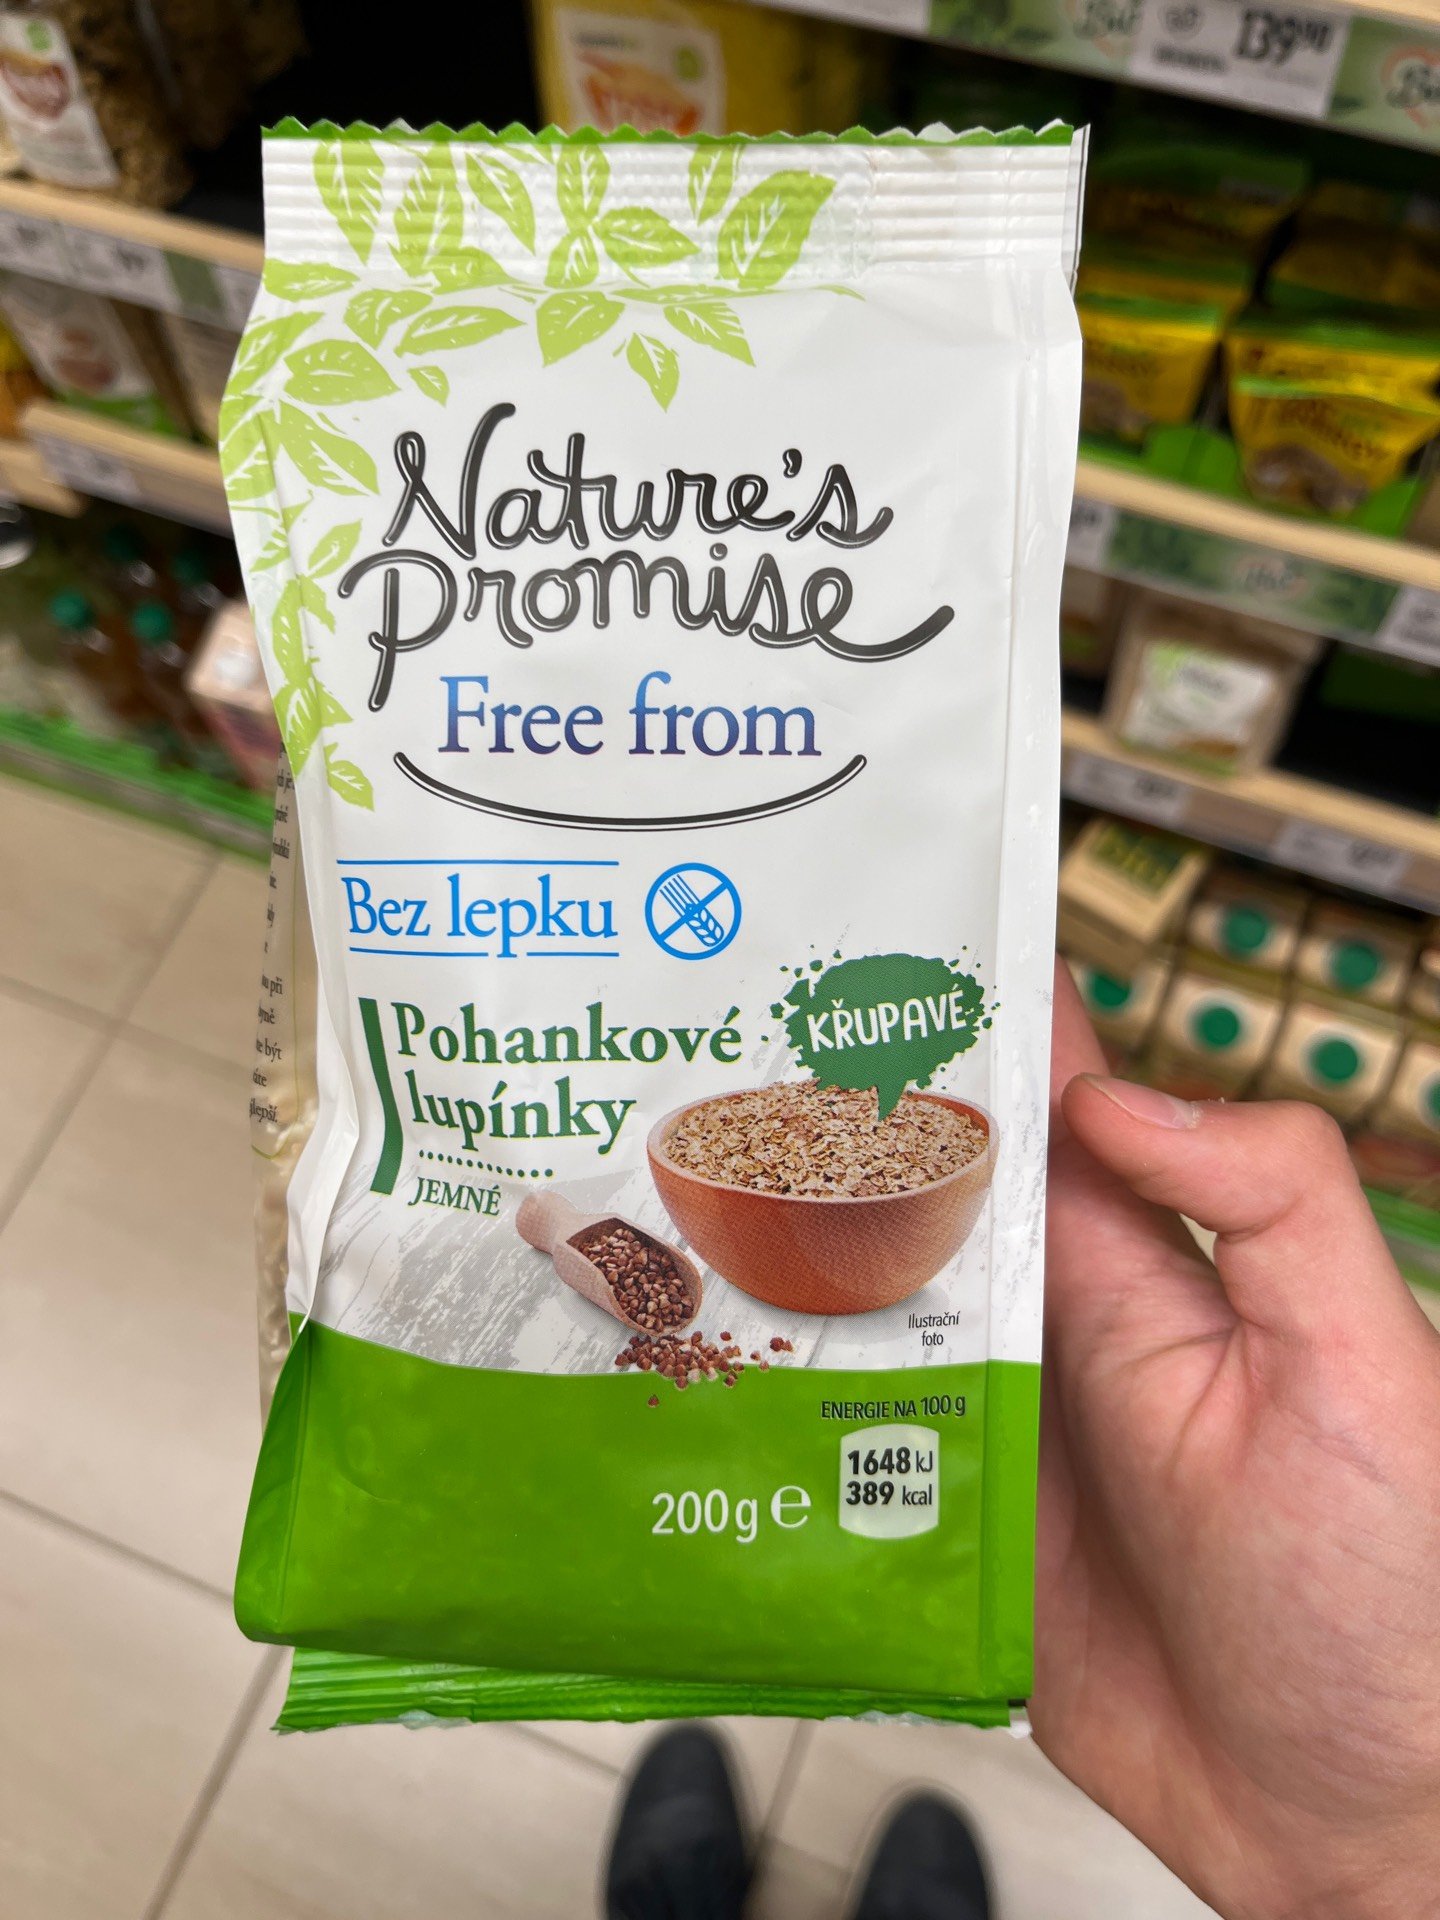 139⁹⁰
Nature's
Promise
Free from
Bez lepku
Pohankové
lupínky
JEMNÉ
KŘUPAVÉ
Ilustrační
foto
ENERGIE NA 100 g
1648 kJ
389 kcal
200g e